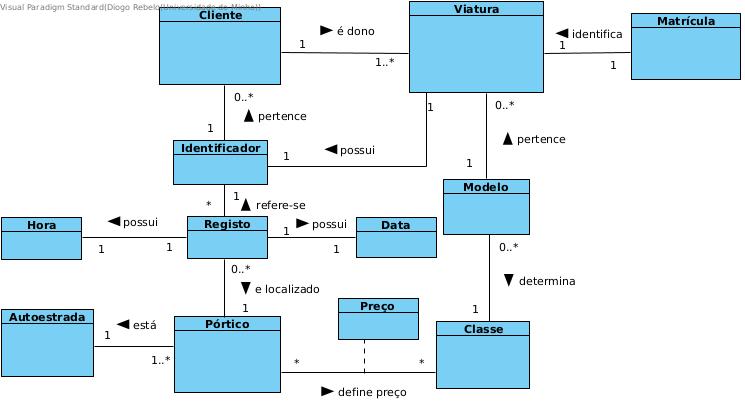 Visual Paradigm Standard(Diogo Rebelo(Universidade do Minho))
Cliente
Viatura
Matrícula
é dono
1
1..*
identifica
1
1
0..*
pertence
1
1
possui
1
0..*
pertence
1
Identificador
1
*
refere-se
Modelo
Hora
possui
1
1
Registo
possui
1
1
Data
0..*
e localizado
1
0..*
determina
1
Autoestrada
está
1
1..*
Pórtico
Preço
Classe
*
*
define preço